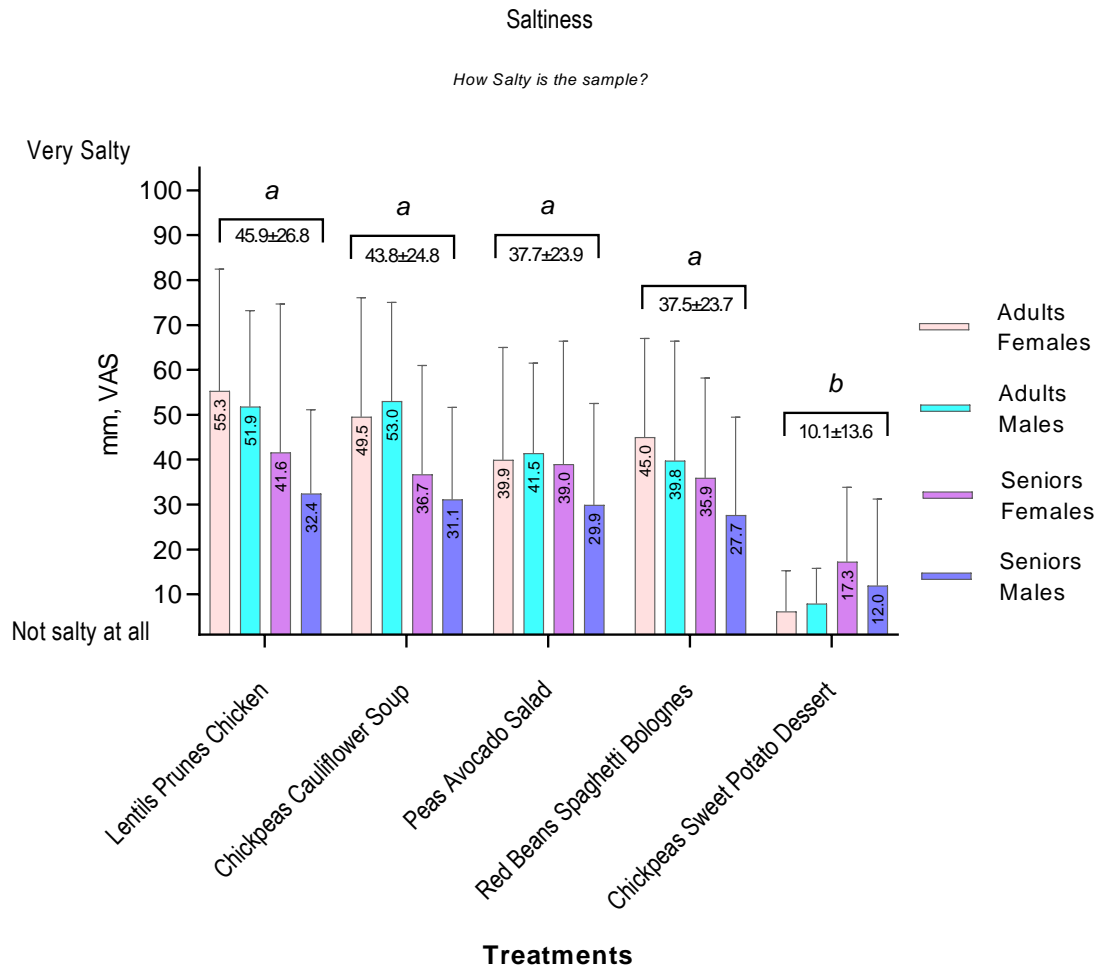 Saltiness
How Salty is the sample?
Very Salty
100
90
80
70
60
50
40
30
20
10
Not salty at all
mm, VAS
a
45.9±26.8
a
43.8±24.8
a
37.7±23.9
a
37.5±23.7
b
10.1±13.6
55.3
51.9
41.6
32.4
49.5
53.0
36.7
31.1
39.9
41.5
39.0
29.9
45.0
39.8
35.9
27.7
17.3
12.0
Adults
Females
Adults
Males
Seniors
Females
Seniors
Males
Lentils Prunes Chicken
Chickpeas Cauliflower Soup
Peas Avocado Salad
Red Beans Spaghetti Bolognes
Chickpeas Sweet Potato Dessert
Treatments